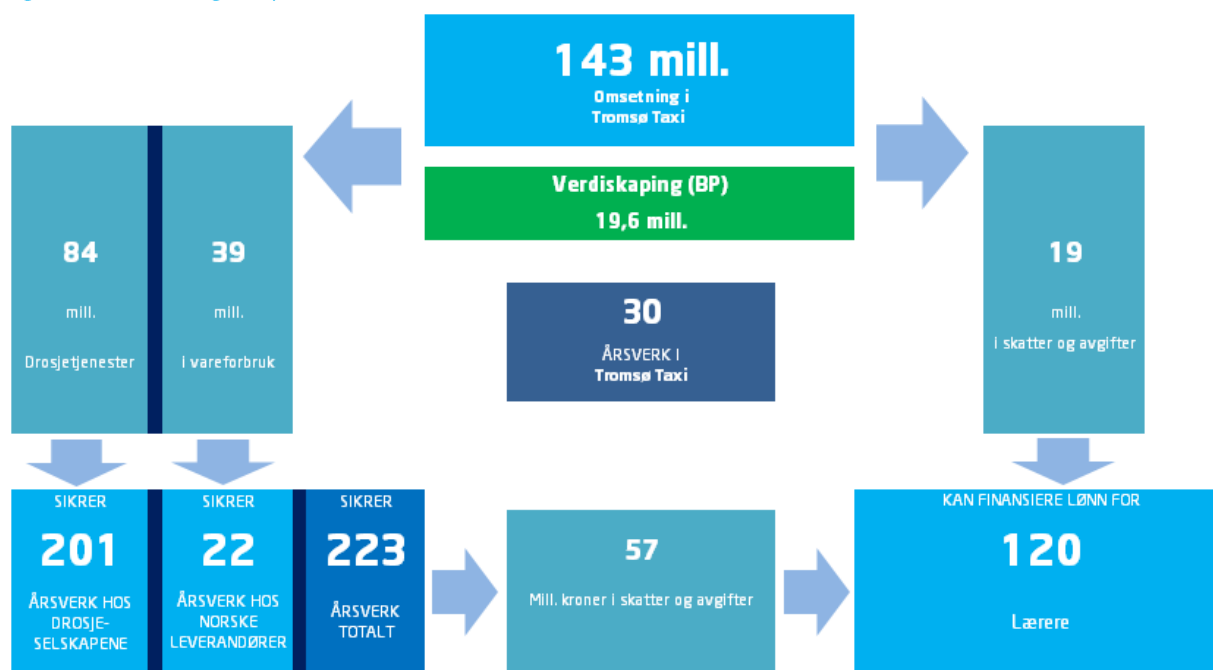 143 mill.
Omsetning i
Tromsø Taxi
Verdiskaping (BP)
19,6 mill.
84
mill.
Drosjetjenester
39
mill.
i vareforbruk
30
ÅRSVERK I
Tromsø Taxi
19
mill.
i skatter og avgifter
SIKRER
201
ÅRSVERK HOS
DROSJE-
SELSKAPENE
SIKRER
22
ÅRSVERK HOS
NORSKE
LEVERANDØRER
SIKRER
223
ÅRSVERK
TOTALT
57
Mill. kroner i skatter og avgifter
KAN FINANSIERE LØNN FOR
120
Lærere